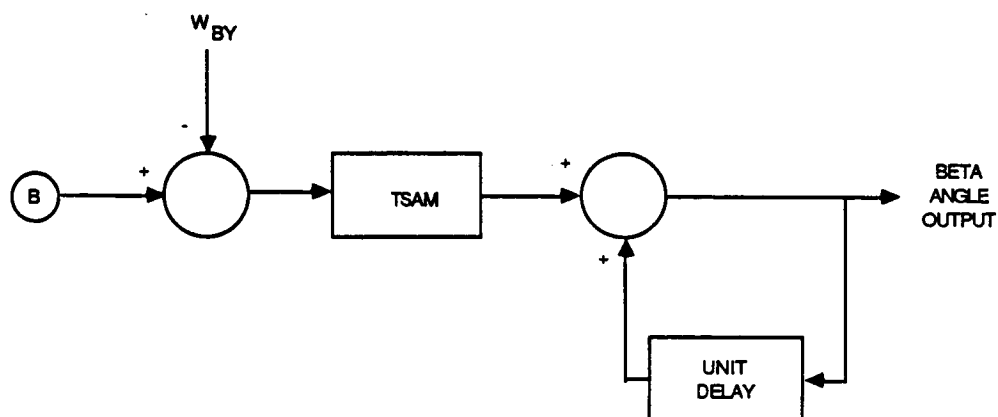 W BY
-
+
B
TSAM
+
+
BETA
ANGLE
OUTPUT
UNIT
DELAY